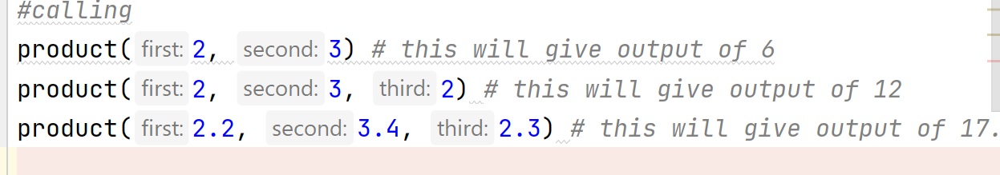 #calling
product(first: 2, second: 3) # this will give output of 6
product(first: 2, second: 3, third: 2) # this will give output of 12
product(first: 2.2, second: 3.4, third: 2.3) # this will give output of 17.